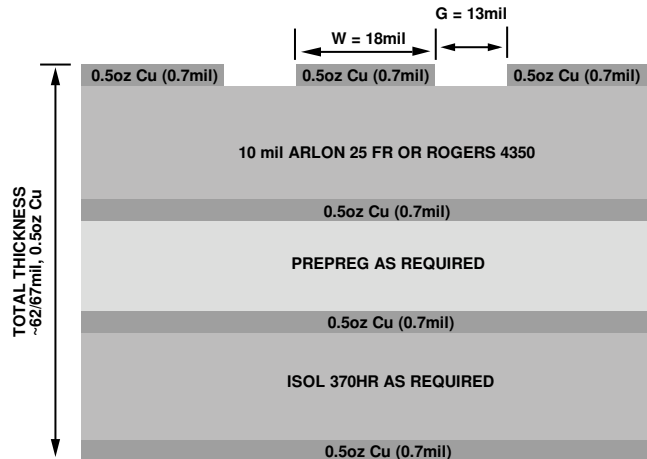 G = 13mil
W = 18mil
0.5oz Cu (0.7mil)
0.5oz Cu (0.7mil)
0.5oz Cu (0.7mil)
10 mil ARLON 25 FR OR ROGERS 4350
0.5oz Cu (0.7mil)
PREPREG AS REQUIRED
0.5oz Cu (0.7mil)
ISOL 370HR AS REQUIRED
0.5oz Cu (0.7mil)
TOTAL THICKNESS
~62/67mil, 0.5oz Cu